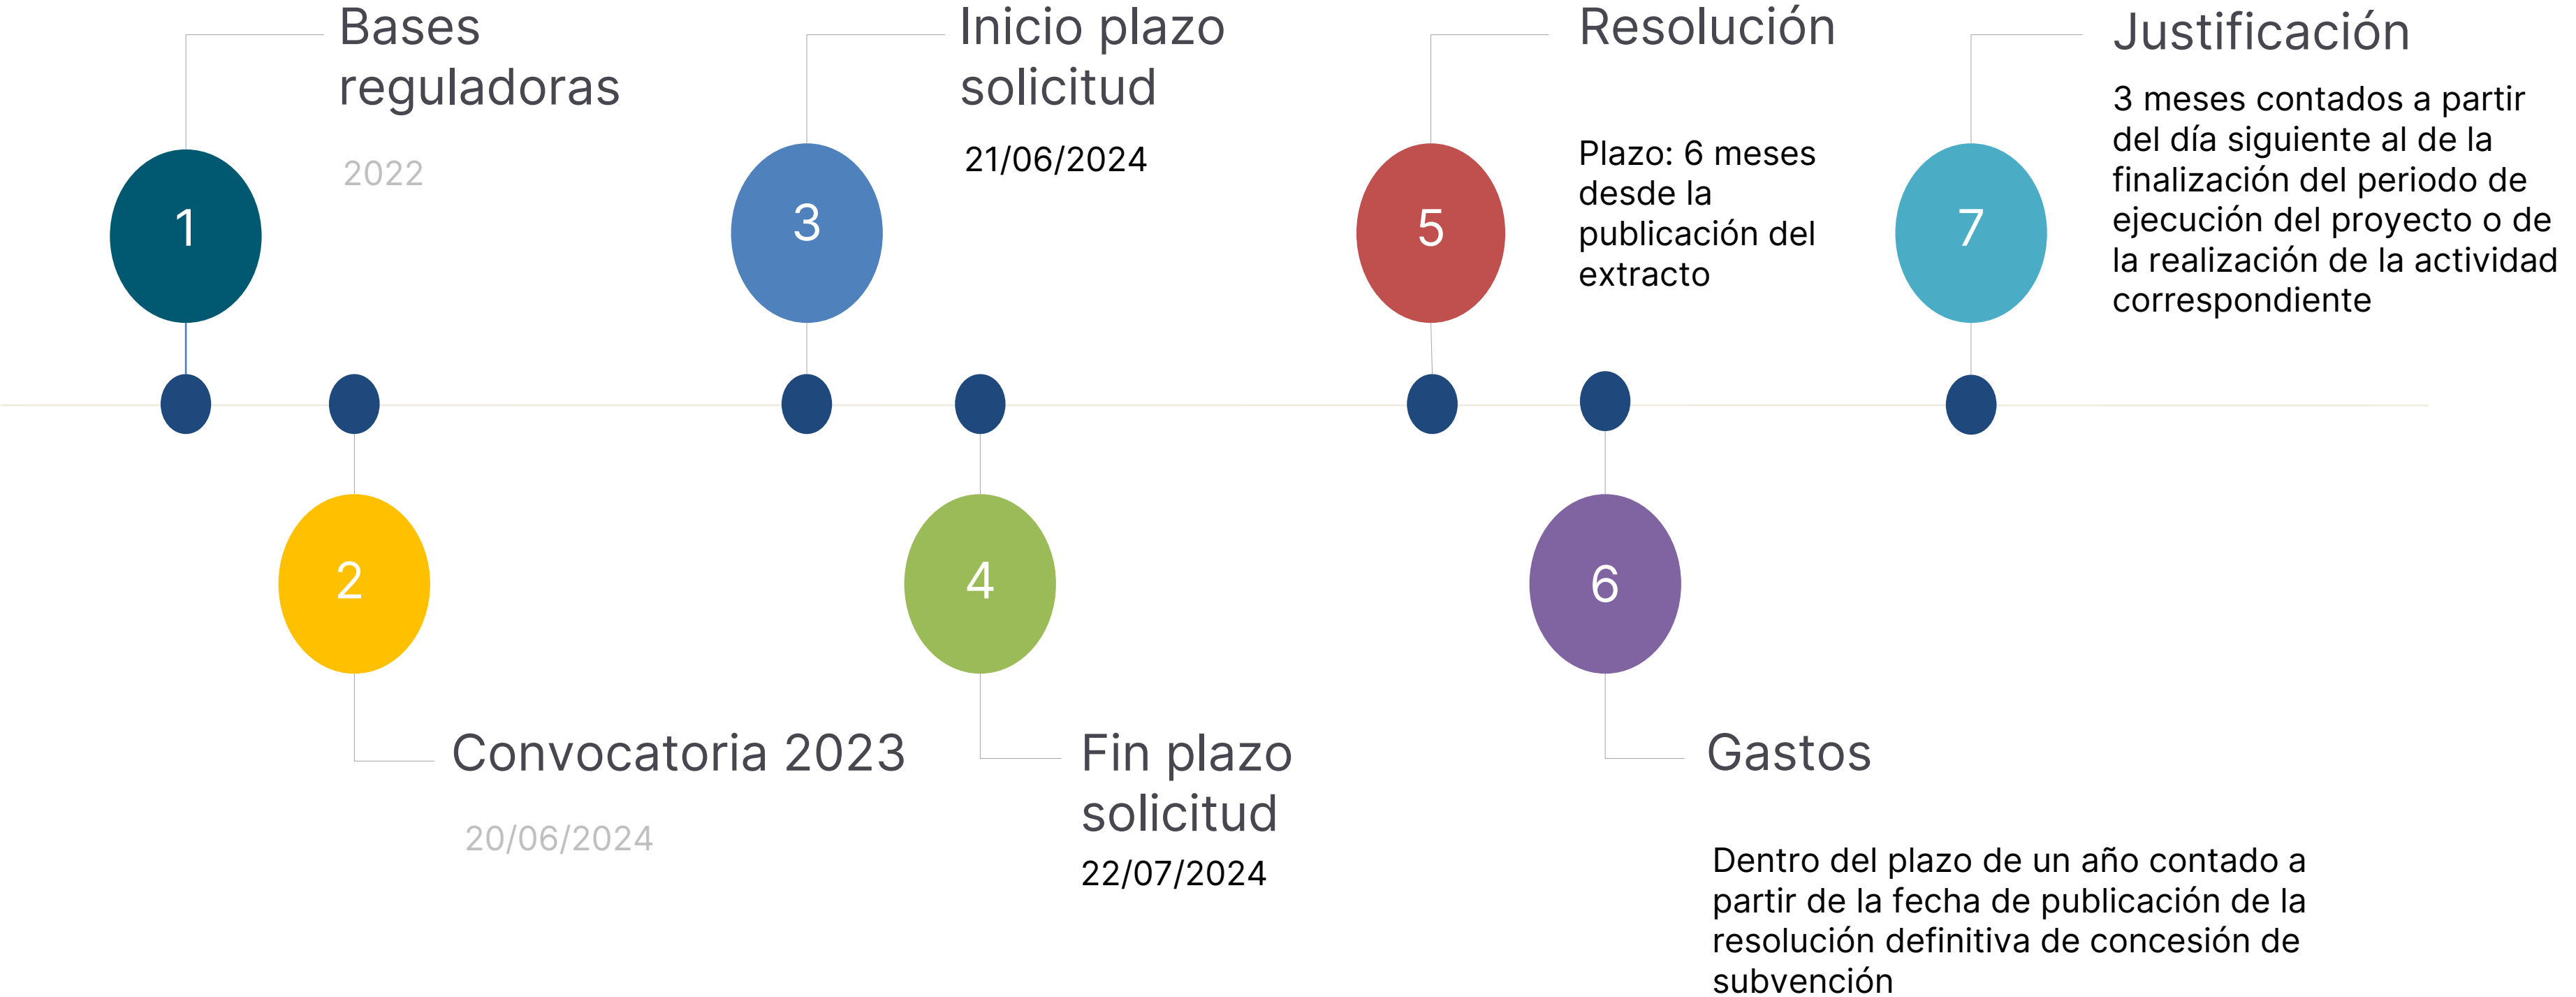 1
Bases
reguladoras
2022
2
Convocatoria 2023
20/06/2024
3
Inicio plazo
solicitud
21/06/2024
4
Fin plazo
solicitud
22/07/2024
5
Resolución
Plazo: 6 meses
desde la
publicación del
extracto
6
Gastos
Dentro del plazo de un año contado a
partir de la fecha de publicación de la
resolución definitiva de concesión de
subvención
7
Justificación
3 meses contados a partir
del día siguiente al de la
finalización del periodo de
ejecución del proyecto o de
la realización de la actividad
correspondiente